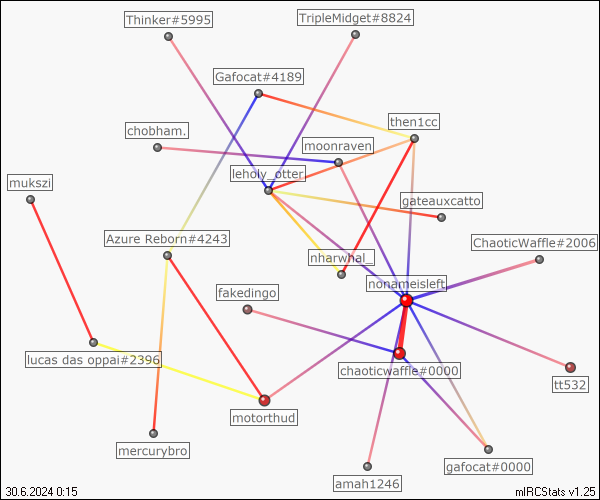 Thinker#5995
TripleMidget#8824
Gafocat#4189
then1cc
chobham.
moonraven
leholy_otter
mukszi
gateauxcatto
Azure Reborn#4243
ChaoticWaffle#2006
nharwhal_
nonameisleft
fakedingo
lucas das oppai#2396
chaoticwaffle#0000
tt532
motorthud
mercurybro
gafocat#0000
amah1246
30.6.2024 0:15
mIRCStats v1.25